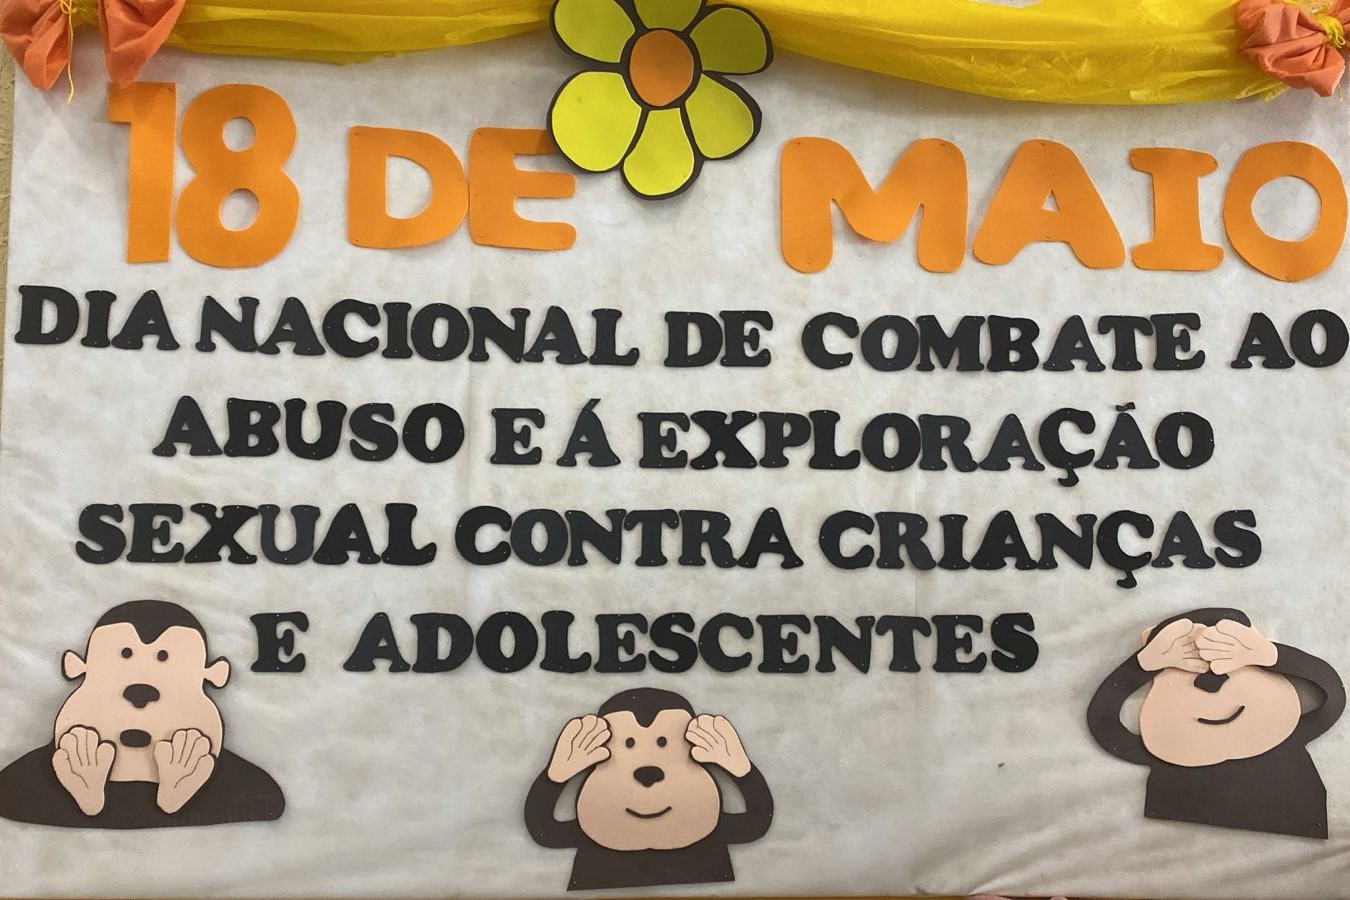 18 DE MAIO
DIA NACIONAL DE COMBATE AO
ABUSO E Á EXPLORAÇÃO
SEXUAL CONTRA CRIANÇAS
E ADOLESCENTES